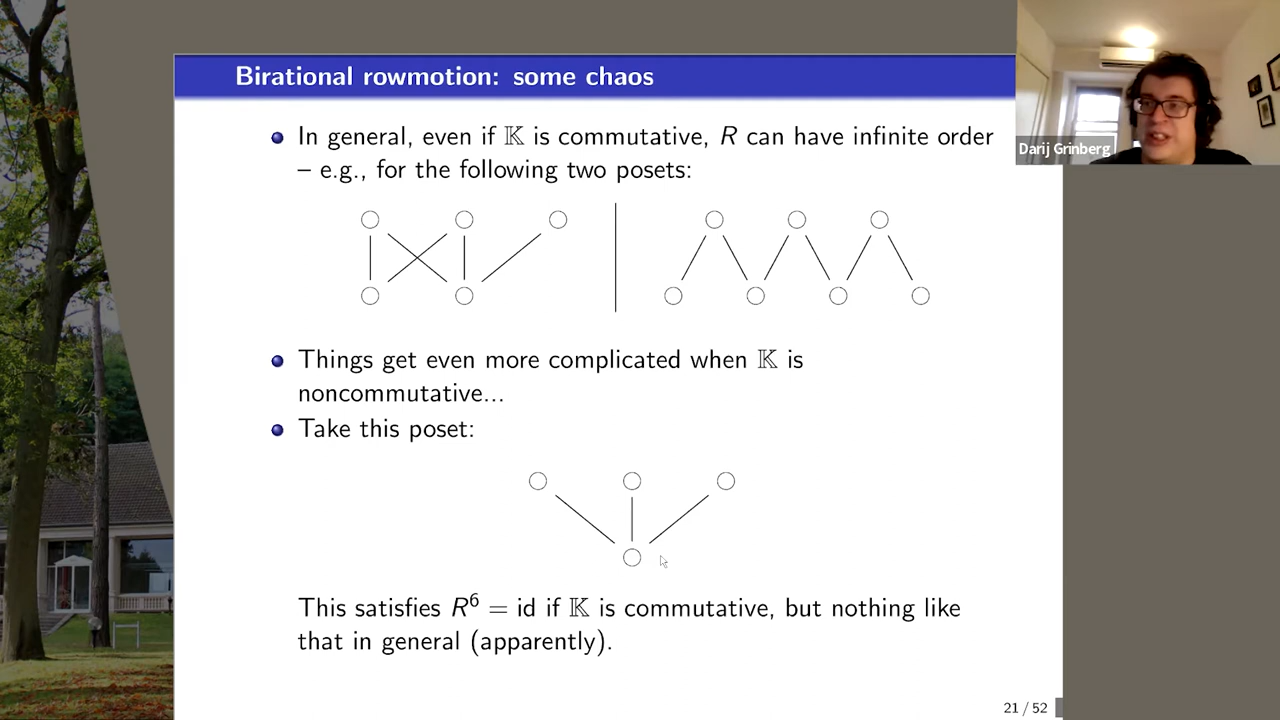 Birational rowmotion: some chaos
In general, even if 𝕂 is commutative, R can have infinite order
– e.g., for the following two posets:
Things get even more complicated when 𝕂 is
noncommutative...
Take this poset:
This satisfies R⁶ = id if 𝕂 is commutative, but nothing like
that in general (apparently).
21 / 52
Darij Grinberg